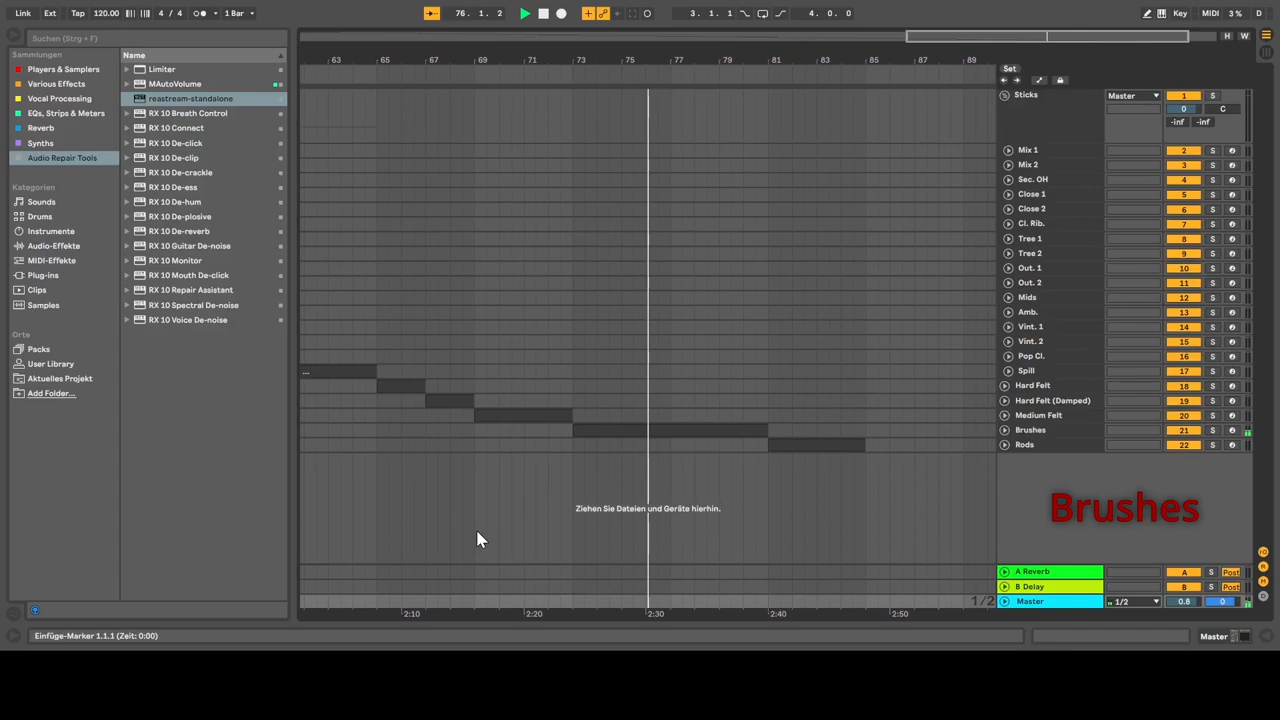 Link Ext Tap 120.00 4 / 4 1 Bar 76. 1. 2 3. 1. 1 4. 0. 0 Key MIDI 3 % D
Suchen (Strg + F)
H W
Sammlungen
Players & Samplers
Various Effects
Vocal Processing
EQs, Strips & Meters
Reverb
Synths
Audio Repair Tools
Kategorien
Sounds
Drums
Instrumente
Audio-Effekte
MIDI-Effekte
Plug-ins
Clips
Samples
Orte
Packs
User Library
Aktuelles Projekt
Add Folder...
Name
Limiter
MAutoVolume
reastream-standalone
RX 10 Breath Control
RX 10 Connect
RX 10 De-click
RX 10 De-clip
RX 10 De-crackle
RX 10 De-ess
RX 10 De-hum
RX 10 De-plosive
RX 10 De-reverb
RX 10 Guitar De-noise
RX 10 Monitor
RX 10 Mouth De-click
RX 10 Repair Assistant
RX 10 Spectral De-noise
RX 10 Voice De-noise
63 65 67 69 71 73 75 77 79 81 83 85 87 89
...
Ziehen Sie Dateien und Geräte hierhin.
1/2
2:10 2:20 2:30 2:40 2:50
Set
Sticks Master 1 S
0 C
-inf -inf
Mix 1 2 S
Mix 2 3 S
Sec. OH 4 S
Close 1 5 S
Close 2 6 S
Cl. Rib. 7 S
Tree 1 8 S
Tree 2 9 S
Out. 1 10 S
Out. 2 11 S
Mids 12 S
Amb. 13 S
Vint. 1 14 S
Vint. 2 15 S
Pop Cl. 16 S
Spill 17 S
Hard Felt 18 S
Hard Felt (Damped) 19 S
Medium Felt 20 S
Brushes 21 S
Rods 22 S
Brushes
A Reverb A S Post
B Delay B S Post
Master 1/2 0.8 0
IO
R
M
D
Einfüge-Marker 1.1.1 (Zeit: 0:00)
Master